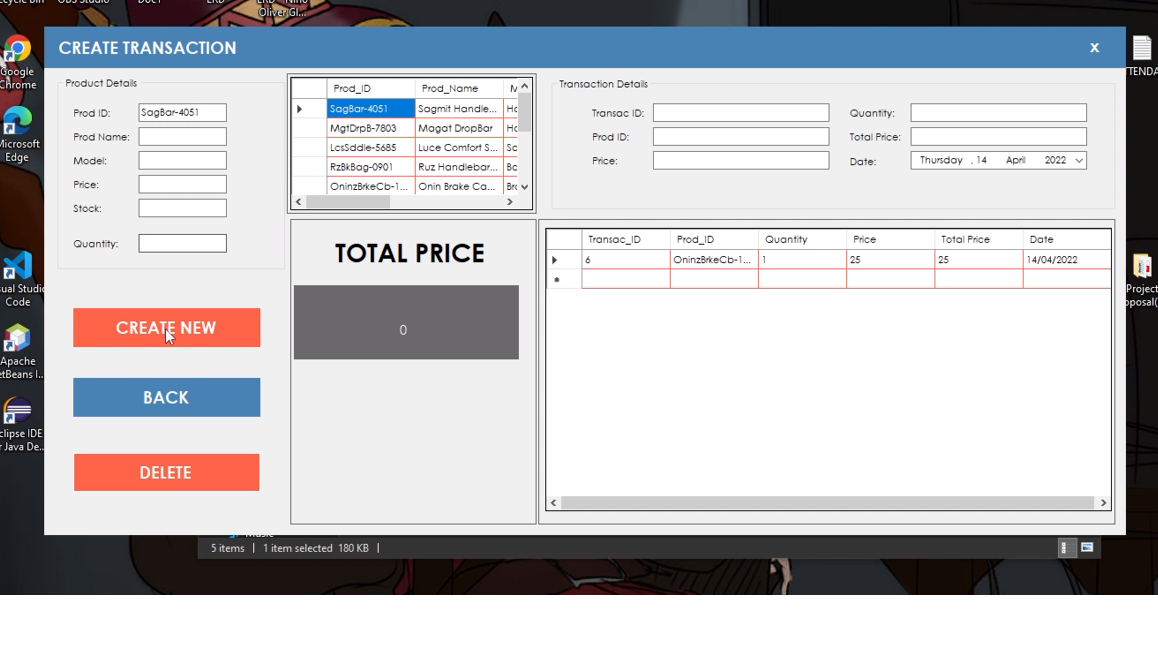 ecycle Bin OBS Studio Doc1 ERD ERD - Nino
Oliver Gl...
CREATE TRANSACTION X
Google
Chrome
Microsoft
Edge
ual Studio
Code
Apache
etBeans I...
clipse IDE
r Java De...
Product Details
Prod ID: SagBar-4051
Prod Name:
Model:
Price:
Stock:
Quantity:
CREATE NEW
BACK
DELETE
Prod_ID Prod_Name M
SagBar-4051 Sagmit Handle... Ha
MgtDrpB-7803 Magat DropBar Ha
LcsSddle-5685 Luce Comfort S... Sa
RzBkBag-0901 Ruz Handlebar... Ba
OninzBrkeCb-1... Onin Brake Ca... Bra
TOTAL PRICE
0
Transaction Details
Transac ID: Quantity:
Prod ID: Total Price:
Price: Date: Thursday , 14 April 2022
Transac_ID Prod_ID Quantity Price Total Price Date
6 OninzBrkeCb-1... 1 25 25 14/04/2022
*
TENDA
Project
oposal(
Music
5 items | 1 item selected 180 KB |